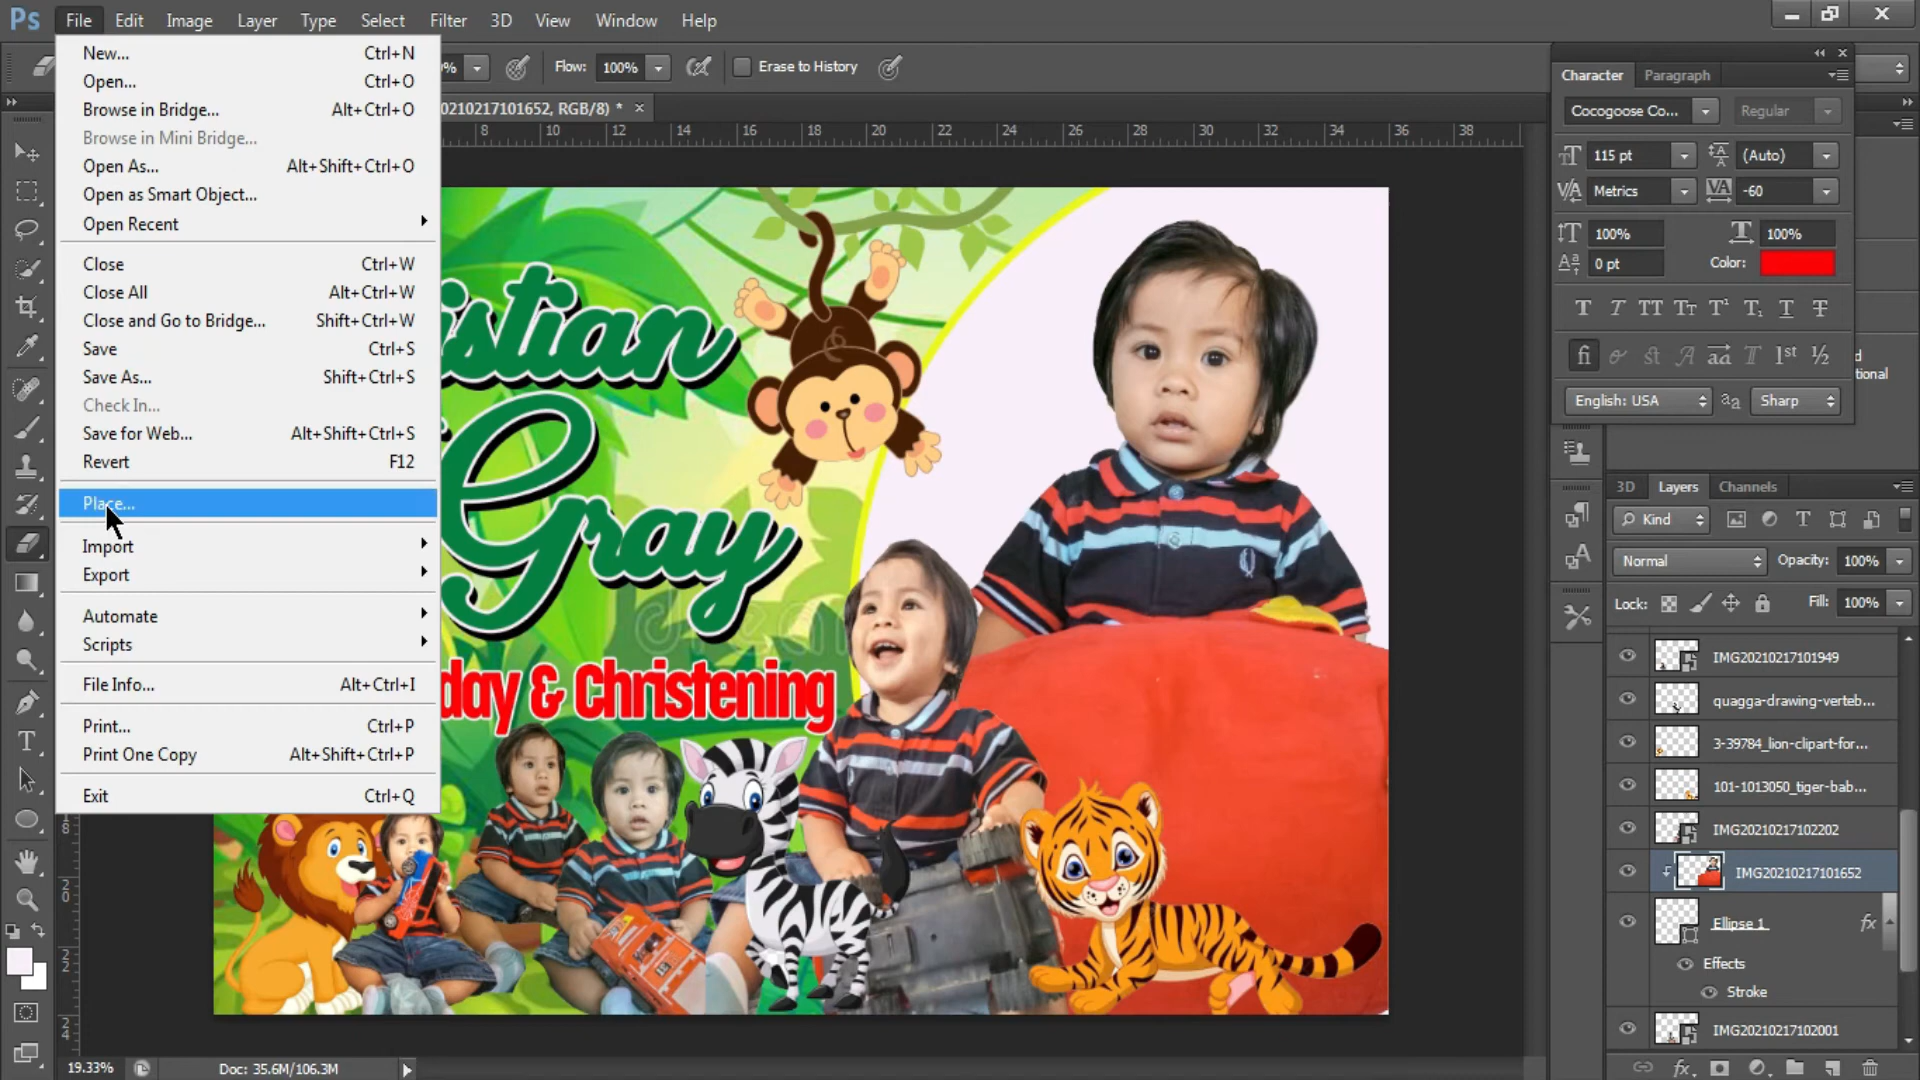 Ps File Edit Image Layer Type Select Filter 3D View Window Help
New... Ctrl+N
Open... Ctrl+O
Browse in Bridge... Alt+Ctrl+O
Browse in Mini Bridge...
Open As... Alt+Shift+Ctrl+O
Open as Smart Object...
Open Recent
Close Ctrl+W
Close All Alt+Ctrl+W
Close and Go to Bridge... Shift+Ctrl+W
Save Ctrl+S
Save As... Shift+Ctrl+S
Check In...
Save for Web... Alt+Shift+Ctrl+S
Revert F12
Place...
Import
Export
Automate
Scripts
File Info... Alt+Ctrl+I
Print... Ctrl+P
Print One Copy Alt+Shift+Ctrl+P
Exit Ctrl+Q
% Flow: 100% Erase to History
0210217101652, RGB/8) *
8 10 12 14 16 18 20 22 24 26 28 30 32 34 36 38
18
20
22
24
istian
Gray
day & Christening
Character Paragraph
Cocogoose Co... Regular
115 pt (Auto)
Metrics -60
100% 100%
0 pt Color:
English: USA Sharp
d
tional
3D Layers Channels
Kind
Normal Opacity: 100%
Lock: Fill: 100%
IMG20210217101949
quagga-drawing-verteb...
3-39784_lion-clipart-for...
101-1013050_tiger-bab...
IMG20210217102202
IMG20210217101652
Ellipse 1 fx
Effects
Stroke
IMG20210217102001
19.33% Doc: 35.6M/106.3M